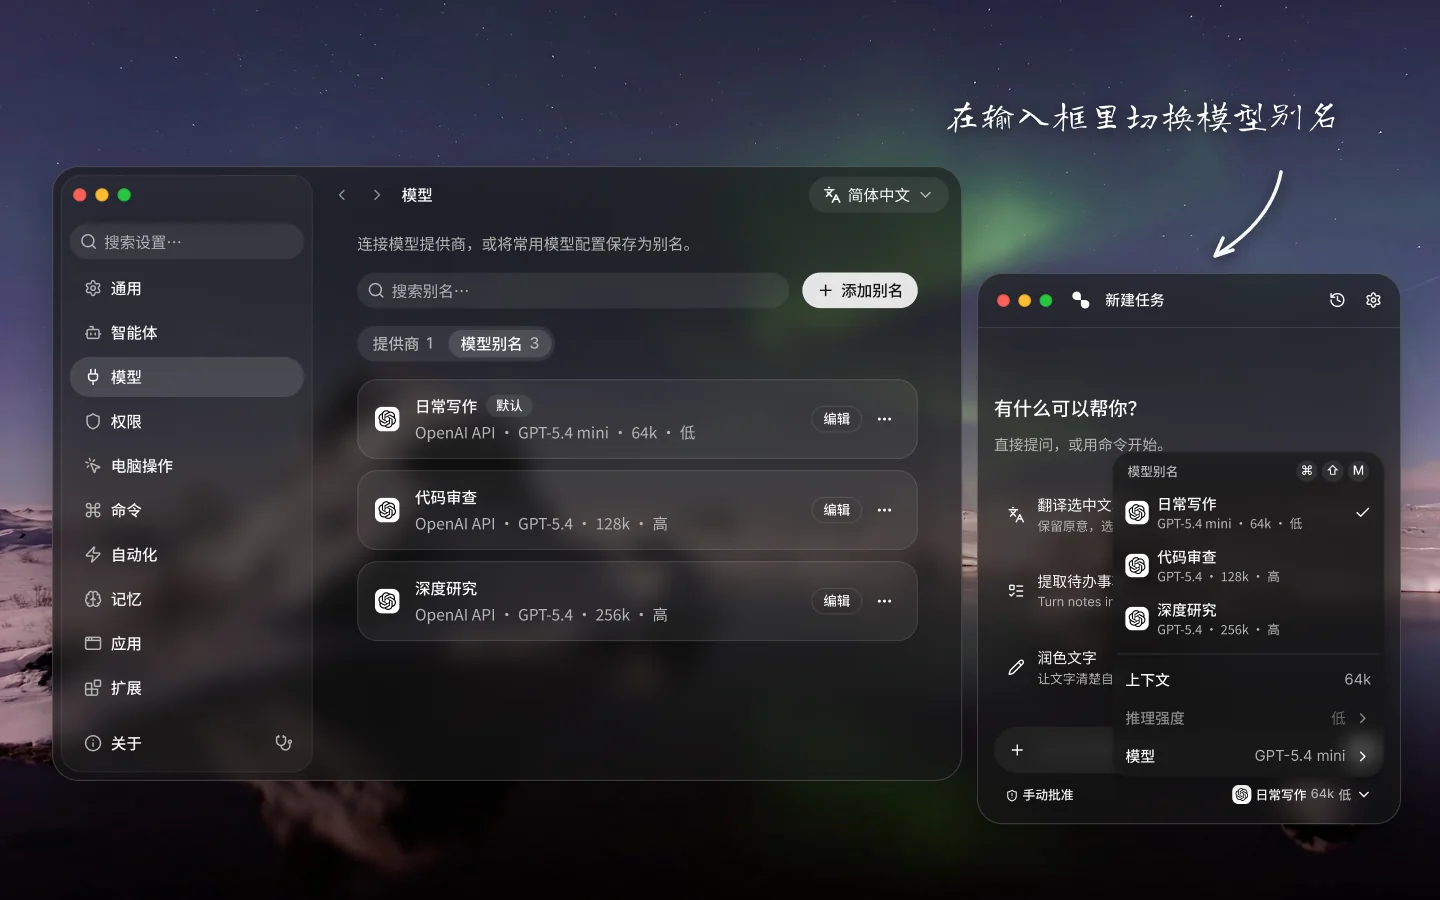 在输入框里切换模型别名
模型
简体中文
搜索设置…
通用
智能体
模型
权限
电脑操作
命令
自动化
记忆
应用
扩展
关于
连接模型提供商，或将常用模型配置保存为别名。
搜索别名…
+ 添加别名
提供商 1 模型别名 3
日常写作 默认
OpenAI API • GPT-5.4 mini • 64k • 低
编辑
代码审查
OpenAI API • GPT-5.4 • 128k • 高
编辑
深度研究
OpenAI API • GPT-5.4 • 256k • 高
编辑
新建任务
有什么可以帮你？
直接提问，或用命令开始。
翻译选中文
保留原意，选
提取待办事
Turn notes in
润色文字
让文字清楚自
模型别名 ⌘ ⇧ M
日常写作
GPT-5.4 mini • 64k • 低
代码审查
GPT-5.4 • 128k • 高
深度研究
GPT-5.4 • 256k • 高
上下文 64k
推理强度 低
模型 GPT-5.4 mini
手动批准
日常写作 64k 低